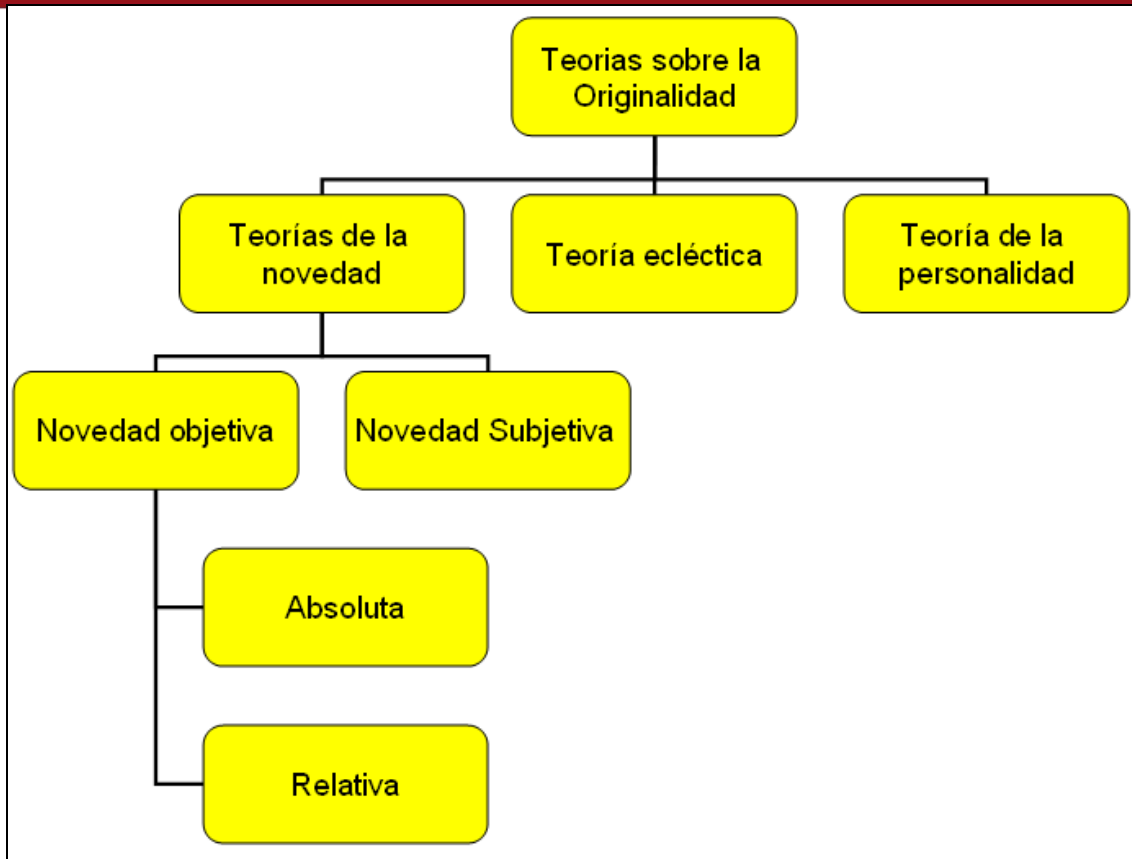 Teorias sobre la
Originalidad
Teorías de la
novedad
Teoría ecléctica
Teoría de la
personalidad
Novedad objetiva
Novedad Subjetiva
Absoluta
Relativa